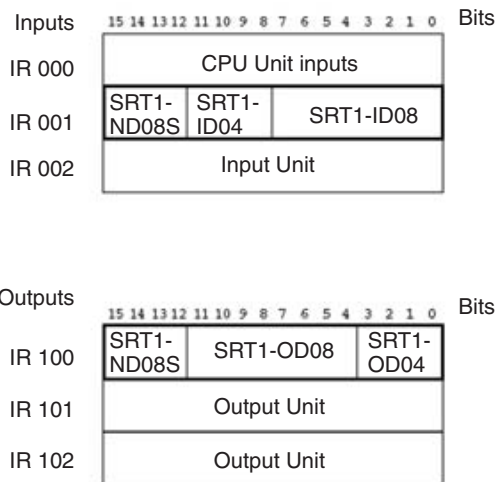 Inputs 15 14 13 12 11 10 9 8 7 6 5 4 3 2 1 0 Bits
IR 000 CPU Unit inputs
IR 001 SRT1-ND08S SRT1-ID04 SRT1-ID08
IR 002 Input Unit
Outputs 15 14 13 12 11 10 9 8 7 6 5 4 3 2 1 0 Bits
IR 100 SRT1-ND08S SRT1-OD08 SRT1-OD04
IR 101 Output Unit
IR 102 Output Unit